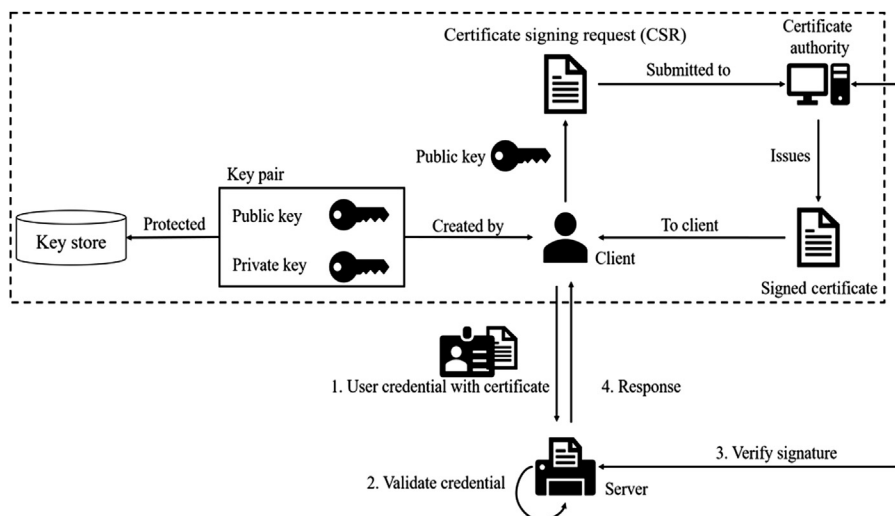 Certificate signing request (CSR)
Certificate
authority
Submitted to
Public key
Issues
Key pair
Public key
Private key
Protected
Key store
Created by
To client
Client
Signed certificate
1. User credential with certificate
4. Response
3. Verify signature
2. Validate credential
Server